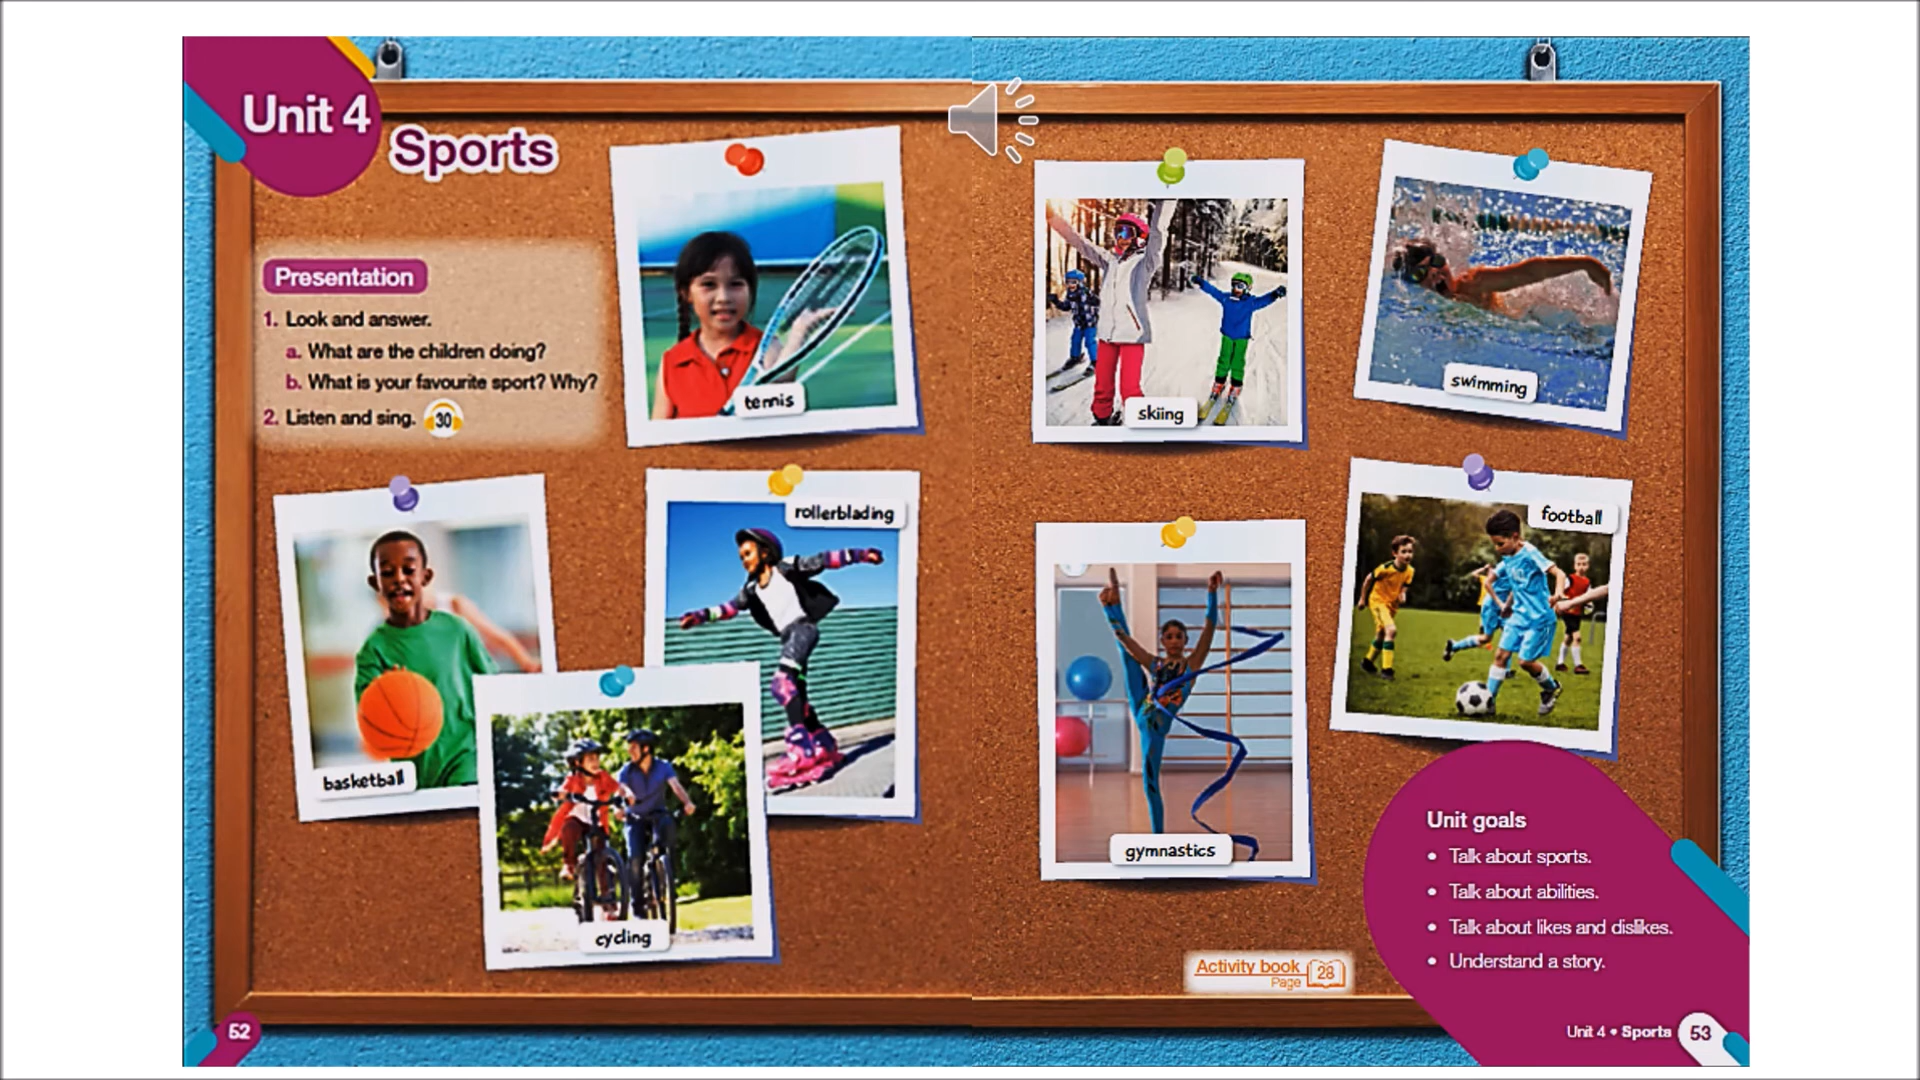 Unit 4
Sports
Presentation
1. Look and answer.
a. What are the children doing?
b. What is your favourite sport? Why?
2. Listen and sing. 30
tennis
basketball
rollerblading
cycling
skiing
swimming
gymnastics
football
Unit goals
• Talk about sports.
• Talk about abilities.
• Talk about likes and dislikes.
• Understand a story.
Activity book
Page 28
52
Unit 4 • Sports 53